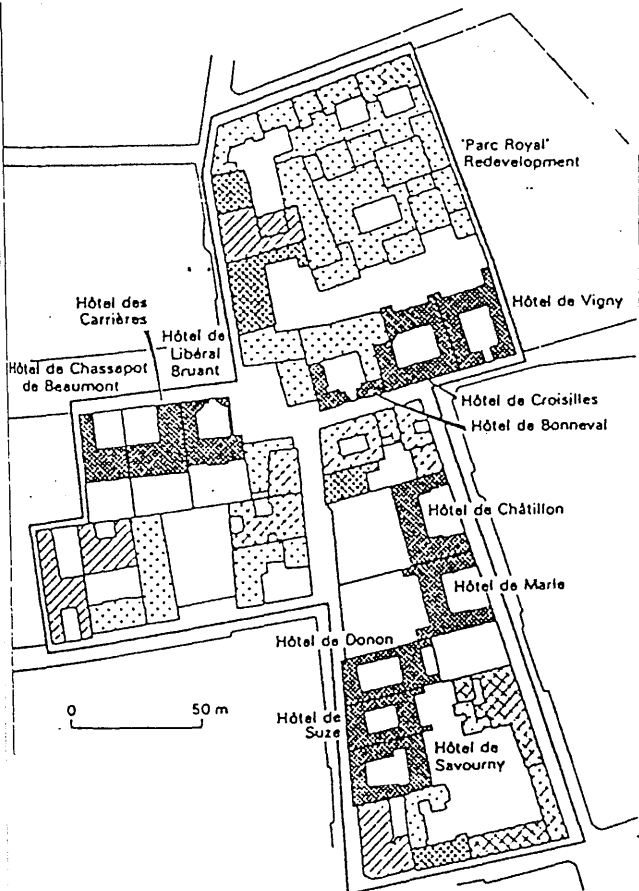 'Parc Royal'
Redevelopment
Hôtel des
Carrières
Hôtel de Vigny
Hôtel de
Libéral
Bruant
Hôtel de Chassapot
de Beaumont
Hôtel de Croisilles
Hôtel de Bonneval
Hôtel de Châtillon
Hôtel de Marle
Hôtel de Donon
0 50 m
Hôtel de
Suze
Hôtel de
Savourny